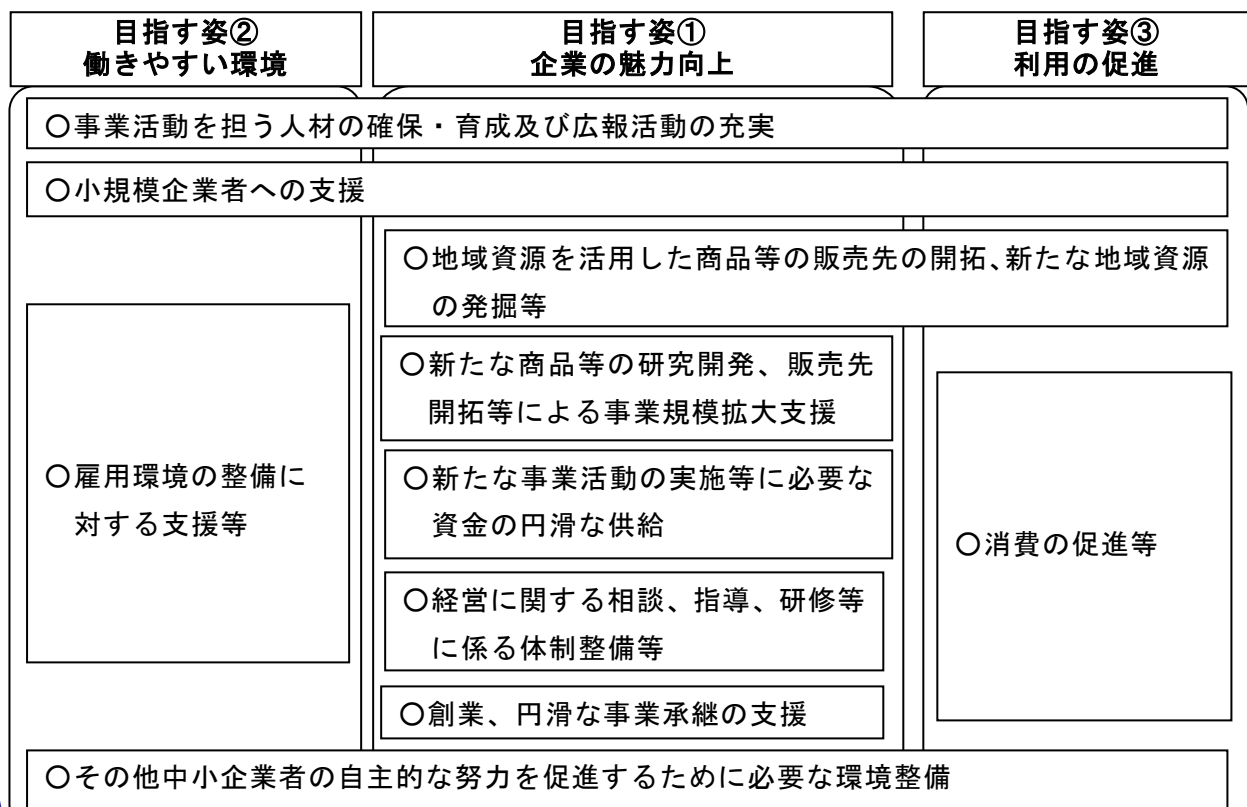 目指す姿②
働きやすい環境
目指す姿①
企業の魅力向上
目指す姿③
利用の促進
〇事業活動を担う人材の確保・育成及び広報活動の充実
〇小規模企業者への支援
〇地域資源を活用した商品等の販売先の開拓、新たな地域資源
の発掘等
〇雇用環境の整備に
対する支援等
〇新たな商品等の研究開発、販売先
開拓等による事業規模拡大支援
〇新たな事業活動の実施等に必要な
資金の円滑な供給
〇経営に関する相談、指導、研修等
に係る体制整備等
〇創業、円滑な事業承継の支援
〇消費の促進等
〇その他中小企業者の自主的な努力を促進するために必要な環境整備